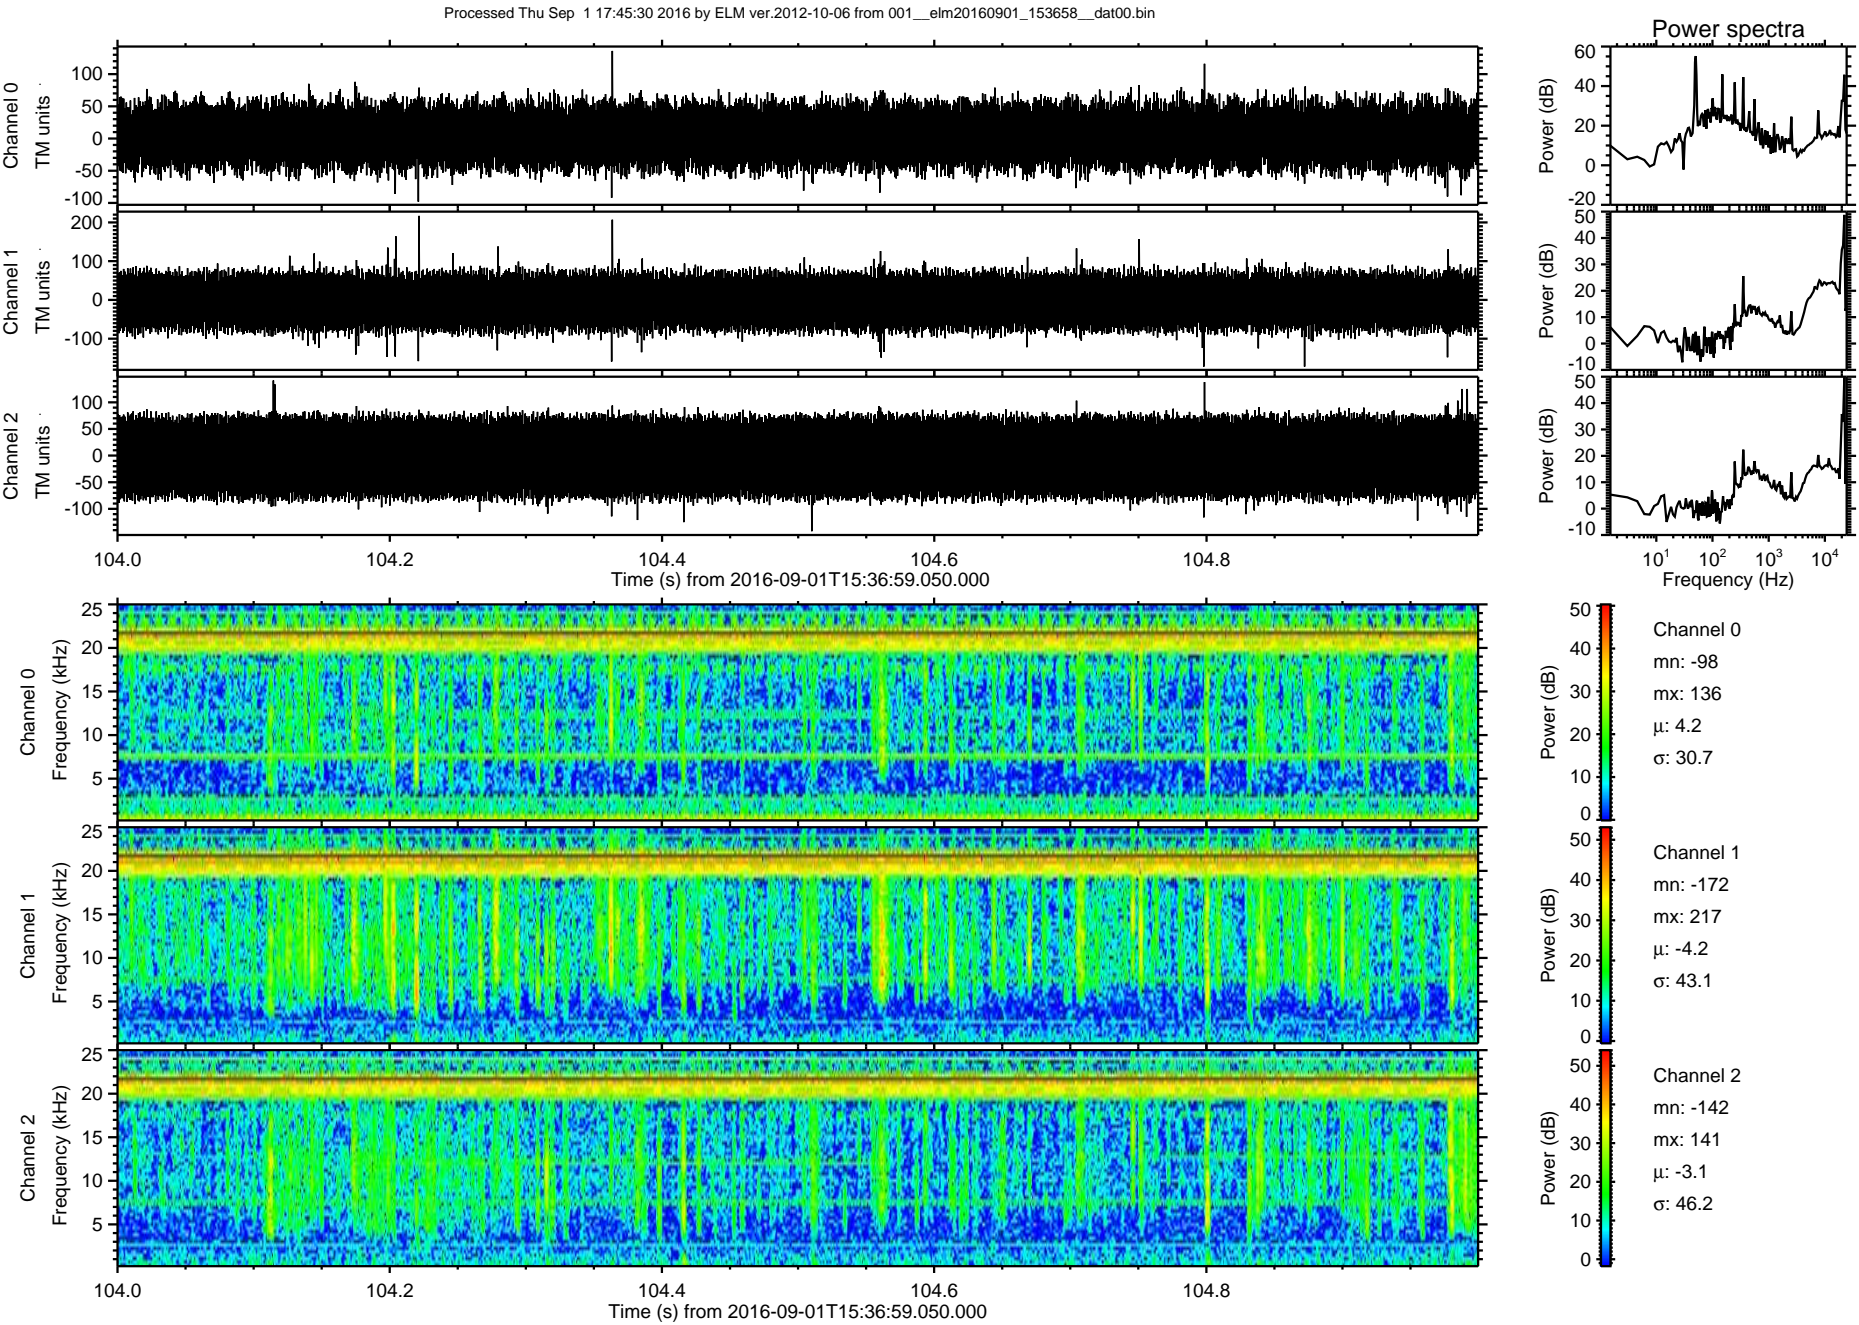 Processed Thu Sep 1 17:45:30 2016 by ELM ver.2012-10-06 from 001__elm20160901_153658__dat00.bin
Power spectra
Channel 0
TM units
100
50
0
-50
-100
Power (dB)
60
40
20
0
-20
Channel 1
TM units
200
100
0
-100
Power (dB)
50
40
30
20
10
0
-10
Channel 2
TM units
100
50
0
-50
-100
Power (dB)
50
40
30
20
10
0
-10
104.0 104.2 104.4 104.6 104.8
Time (s) from 2016-09-01T15:36:59.050.000
10¹ 10² 10³ 10⁴
Frequency (Hz)
Channel 0
Frequency (kHz)
25
20
15
10
5
Power (dB)
50
40
30
20
10
0
Channel 0
mn: -98
mx: 136
µ: 4.2
σ: 30.7
Channel 1
Frequency (kHz)
25
20
15
10
5
Power (dB)
50
40
30
20
10
0
Channel 1
mn: -172
mx: 217
µ: -4.2
σ: 43.1
Channel 2
Frequency (kHz)
25
20
15
10
5
Power (dB)
50
40
30
20
10
0
Channel 2
mn: -142
mx: 141
µ: -3.1
σ: 46.2
104.0 104.2 104.4 104.6 104.8
Time (s) from 2016-09-01T15:36:59.050.000